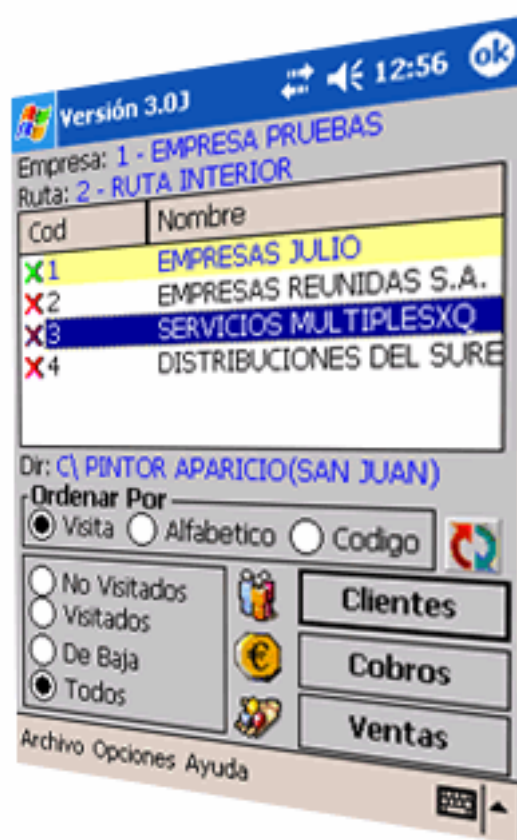 Versión 3.0J 12:56 ok
Empresa: 1 - EMPRESA PRUEBAS
Ruta: 2 - RUTA INTERIOR
Cod Nombre
1 EMPRESAS JULIO
2 EMPRESAS REUNIDAS S.A.
3 SERVICIOS MULTIPLESXQ
4 DISTRIBUCIONES DEL SURE
Dir: C\ PINTOR APARICIO(SAN JUAN)
Ordenar Por
Visita Alfabetico Codigo
No Visitados
Visitados
De Baja
Todos
Clientes
Cobros
Ventas
Archivo Opciones Ayuda